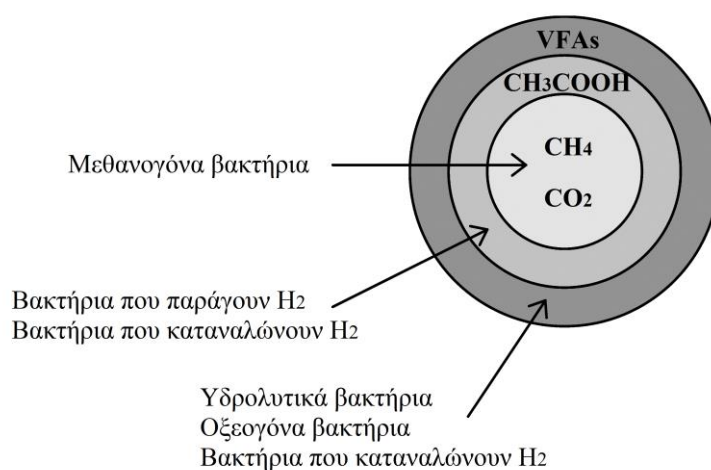 VFAs
CH₃COOH
CH₄
CO₂
Μεθανογόνα βακτήρια
Βακτήρια που παράγουν H₂
Βακτήρια που καταναλώνουν H₂
Υδρολυτικά βακτήρια
Οξεογόνα βακτήρια
Βακτήρια που καταναλώνουν H₂